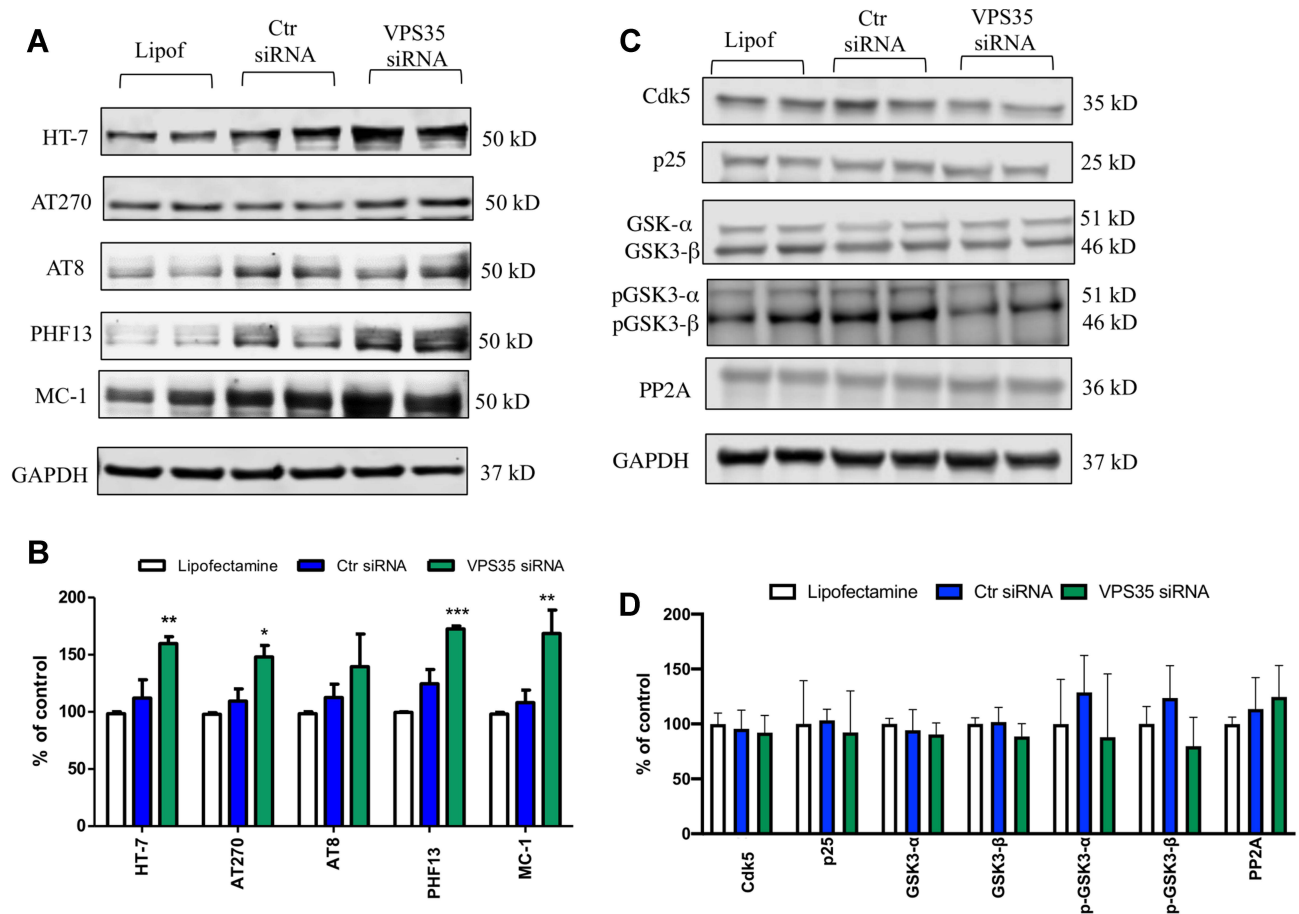 A
Lipof
Ctr
siRNA
VPS35
siRNA
HT-7
50 kD
AT270
50 kD
AT8
50 kD
PHF13
50 kD
MC-1
50 kD
GAPDH
37 kD
B
Lipofectamine
Ctr siRNA
VPS35 siRNA
% of control
200
150
100
50
0
**
*
***
**
HT-7
AT270
AT8
PHF13
MC-1
C
Lipof
Ctr
siRNA
VPS35
siRNA
Cdk5
35 kD
p25
25 kD
GSK-α
51 kD
GSK3-β
46 kD
pGSK3-α
51 kD
pGSK3-β
46 kD
PP2A
36 kD
GAPDH
37 kD
D
Lipofectamine
Ctr siRNA
VPS35 siRNA
% of control
200
150
100
50
0
Cdk5
p25
GSK3-α
GSK3-β
p-GSK3-α
p-GSK3-β
PP2A